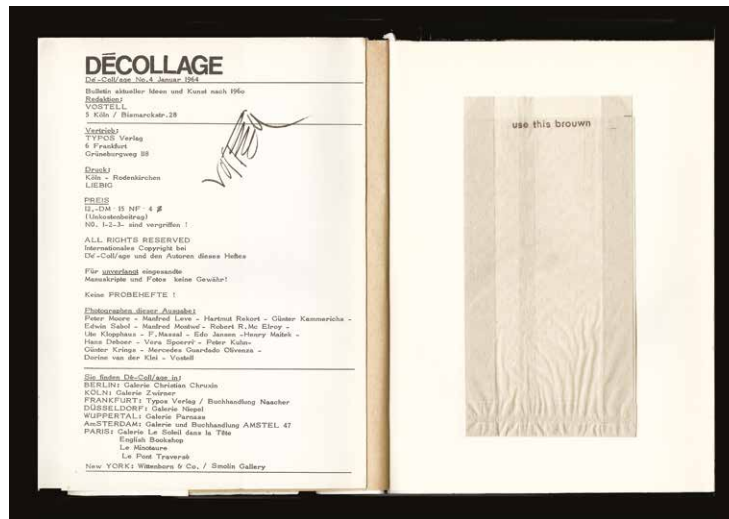 DÉCOLLAGE
Dé-Coll/age No.4 Januar 1964
Bulletin aktueller Ideen und Kunst nach 1960
Redaktion:
VOSTELL
5 Köln / Bismarckstr.28
Vertrieb:
TYPOS Verlag
6 Frankfurt
Grüneburgweg 58
Druck:
Köln - Rodenkirchen
LIEBIG
PREIS
12,-DM 15 NF 4 $
(Unkostenbeitrag)
NO. 1-2-3- sind vergriffen !
ALL RIGHTS RESERVED
Internationales Copyright bei
Dé-Coll/age und den Autoren dieses Heftes
Für unverlangt eingesandte
Manuskripte und Fotos keine Gewähr!
Keine PROBEHEFTE !
Photographen dieser Ausgabe:
Peter Moore - Manfred Leve - Hartmut Rekort - Günter Kammerichs -
Edwin Sabol - Manfred - Robert R.Mc Elroy -
Ute Klophaus - F.Massal - Edo Jansen -Henry Maitek -
Hans Deboer - Vera Spoerri - Peter Kuhn-
Günter Krings - Mercedes Guardado Olivenza -
Dorine van der Klei - Vostell
Sie finden Dé-Coll/age in:
BERLIN: Galerie Christian Chruxin
KÖLN: Galerie Zwirner
FRANKFURT: Typos Verlag / Buchhandlung Naacher
DÜSSELDORF: Galerie Niepel
WUPPERTAL: Galerie Parnass
AmSTERDAM: Galerie und Buchhandlung AMSTEL 47
PARIS: Galerie Le Soleil dans la Tête
English Bookshop
Le Minotaure
Le Pont Traversé
New YORK: Wittenborn & Co. / Smolin Gallery
use this brouwn